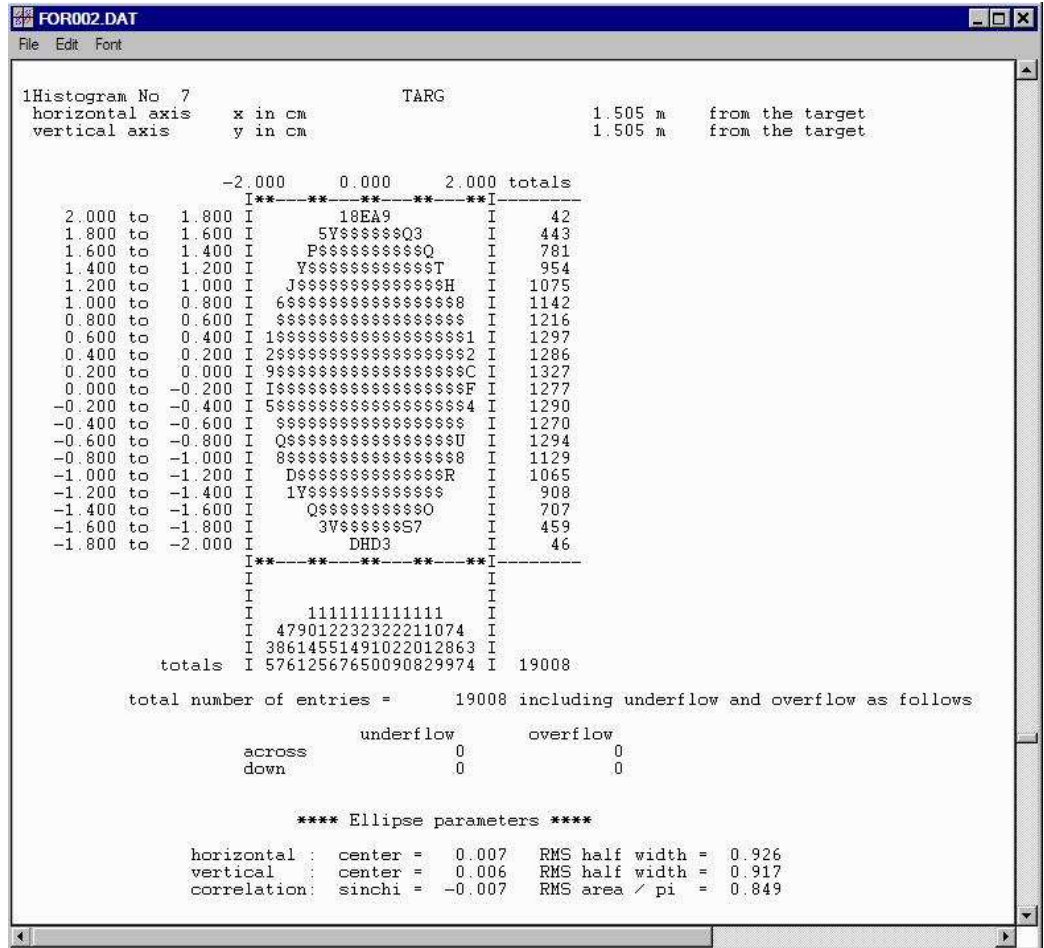 FOR002.DAT
File Edit Font
1Histogram No 7                         TARG
 horizontal axis    x in cm                                  1.505 m    from the target
 vertical axis      y in cm                                  1.505 m    from the target
                   -2.000     0.000     2.000 totals
                      I**---**---**---**---**I--------
    2.000 to   1.800 I         18EA9         I     42
    1.800 to   1.600 I       5Y$$$$$$Q3      I    443
    1.600 to   1.400 I      P$$$$$$$$$$Q     I    781
    1.400 to   1.200 I     Y$$$$$$$$$$$$T    I    954
    1.200 to   1.000 I    J$$$$$$$$$$$$$$H   I   1075
    1.000 to   0.800 I   6$$$$$$$$$$$$$$$$8  I   1142
    0.800 to   0.600 I   $$$$$$$$$$$$$$$$$$  I   1216
    0.600 to   0.400 I  1$$$$$$$$$$$$$$$$$$1 I   1297
    0.400 to   0.200 I  2$$$$$$$$$$$$$$$$$$2 I   1286
    0.200 to   0.000 I  9$$$$$$$$$$$$$$$$$$C I   1327
    0.000 to  -0.200 I  I$$$$$$$$$$$$$$$$$$F I   1277
   -0.200 to  -0.400 I  5$$$$$$$$$$$$$$$$$$4 I   1290
   -0.400 to  -0.600 I   $$$$$$$$$$$$$$$$$$  I   1270
   -0.600 to  -0.800 I   Q$$$$$$$$$$$$$$$$U  I   1294
   -0.800 to  -1.000 I   8$$$$$$$$$$$$$$$$8  I   1129
   -1.000 to  -1.200 I    D$$$$$$$$$$$$$$R   I   1065
   -1.200 to  -1.400 I    1Y$$$$$$$$$$$$$    I    908
   -1.400 to  -1.600 I      Q$$$$$$$$$$O     I    707
   -1.600 to  -1.800 I       3V$$$$$$S7      I    459
   -1.800 to  -2.000 I          DHD3         I     46
                      I**---**---**---**---**I--------
                      I                      I
                      I                      I
                      I     1111111111111    I
                      I  479012232322211074  I
                      I 38614551491022012863 I
             totals   I 57612567650090829974 I  19008
          total number of entries =      19008 including underflow and overflow as follows
                                underflow       overflow
                     across             0              0
                     down               0              0
                          **** Ellipse parameters ****
                horizontal :  center =   0.007   RMS half width =  0.926
                vertical   :  center =   0.006   RMS half width =  0.917
                correlation:  sinchi =  -0.007   RMS area / pi  =  0.849